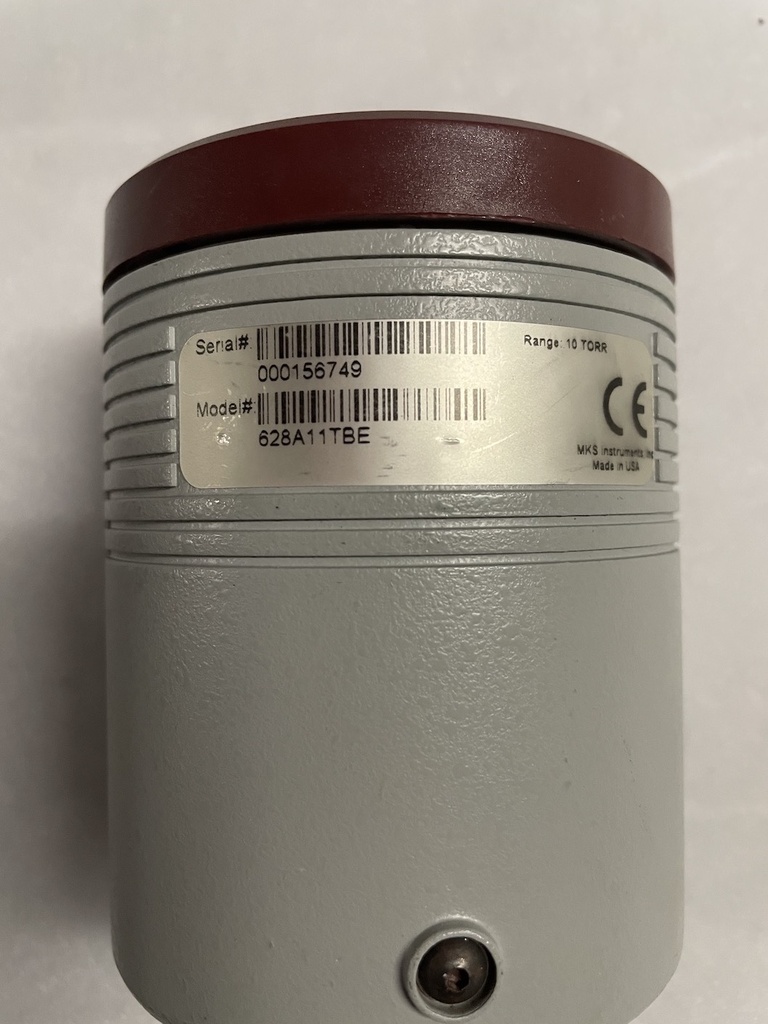 Serial#:
000156749
Model#:
628A11TBE
Range: 10 TORR
CE
MKS Instruments, Inc
Made in USA